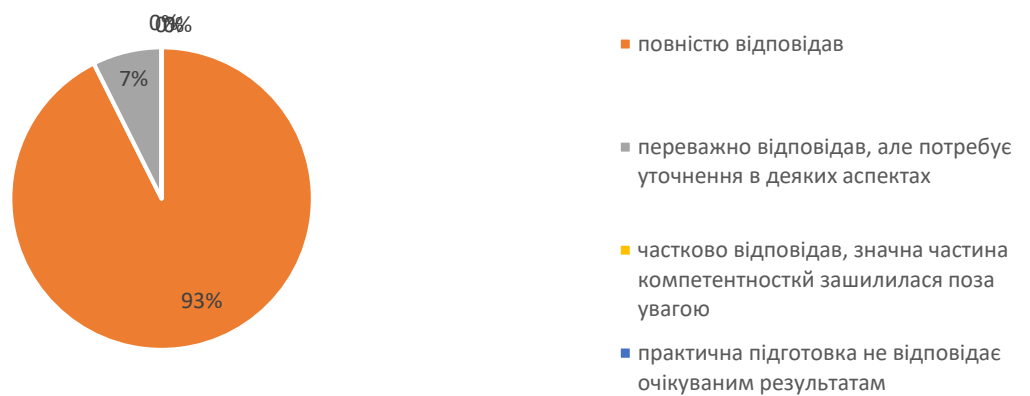 0%
7%
93%
повністю відповідав
переважно відповідав, але потребує
уточнення в деяких аспектах
частково відповідав, значна частина
компетентносткй зашилилася поза
увагою
практична підготовка не відповідає
очікуваним результатам